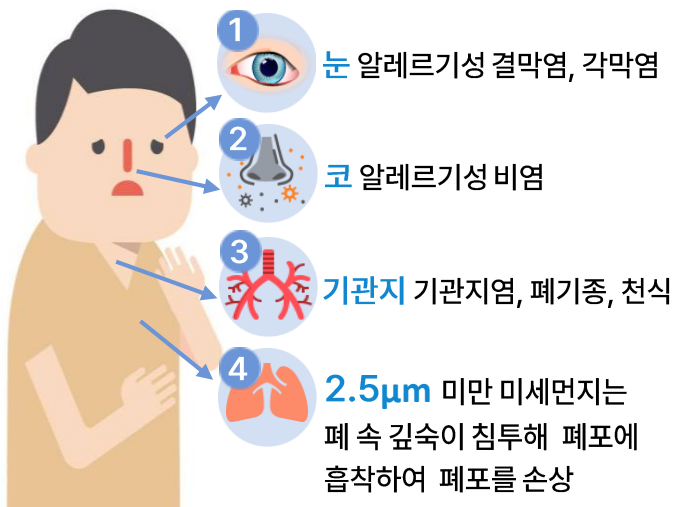 1
눈 알레르기성 결막염, 각막염
2
코 알레르기성 비염
3
기관지 기관지염, 폐기종, 천식
4
2.5μm 미만 미세먼지는
폐 속 깊숙이 침투해 폐포에
흡착하여 폐포를 손상